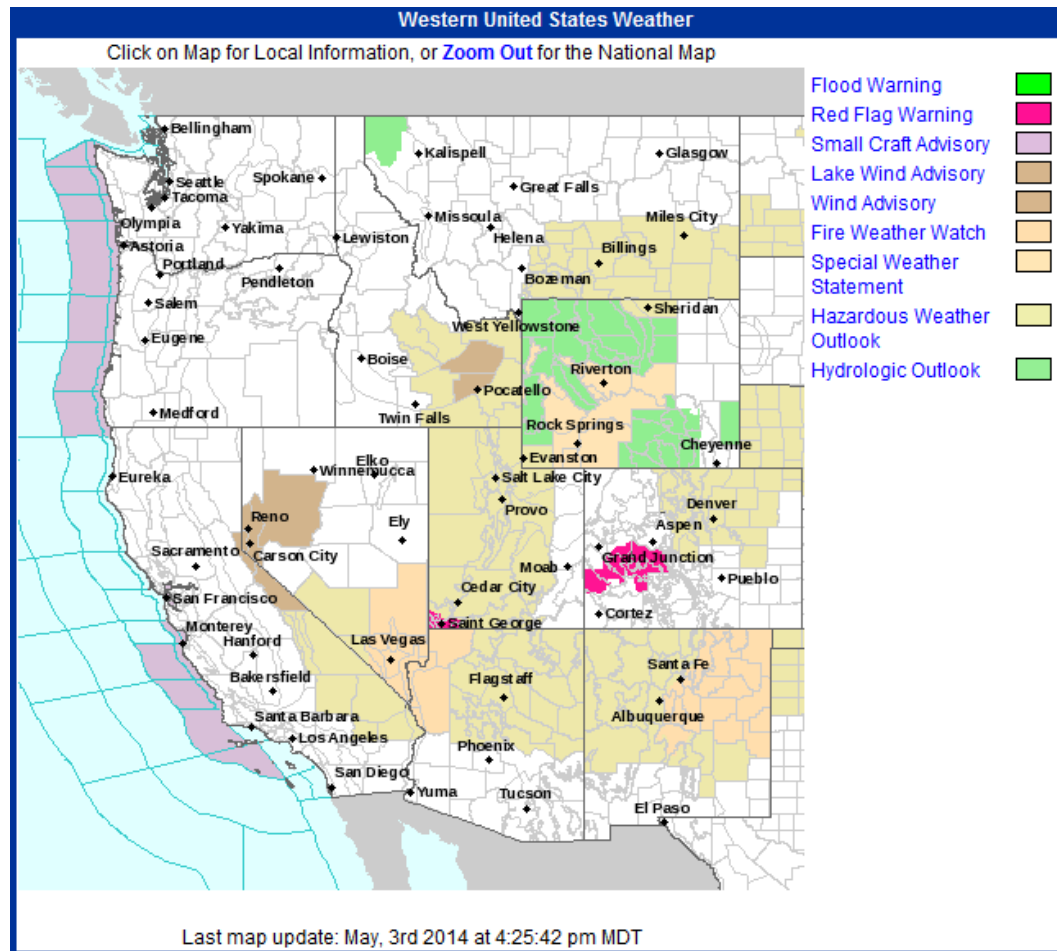 Western United States Weather
Click on Map for Local Information, or Zoom Out for the National Map
Flood Warning
Red Flag Warning
Small Craft Advisory
Lake Wind Advisory
Wind Advisory
Fire Weather Watch
Special Weather
Statement
Hazardous Weather
Outlook
Hydrologic Outlook
Bellingham
Kalispell
Glasgow
Seattle
Spokane
Great Falls
Tacoma
Olympia
Yakima
Lewiston
Missoula
Helena
Miles City
Astoria
Billings
Portland
Pendleton
Bozeman
Salem
West Yellowstone
Sheridan
Eugene
Boise
Riverton
Pocatello
Medford
Twin Falls
Rock Springs
Cheyenne
Evanston
Eureka
Elko
Winnemucca
Salt Lake City
Provo
Denver
Reno
Ely
Aspen
Sacramento
Carson City
Moab
Grand Junction
Pueblo
San Francisco
Cedar City
Cortez
Monterey
Saint George
Hanford
Las Vegas
Santa Fe
Bakersfield
Flagstaff
Albuquerque
Santa Barbara
Los Angeles
Phoenix
San Diego
Yuma
Tucson
El Paso
Last map update: May, 3rd 2014 at 4:25:42 pm MDT